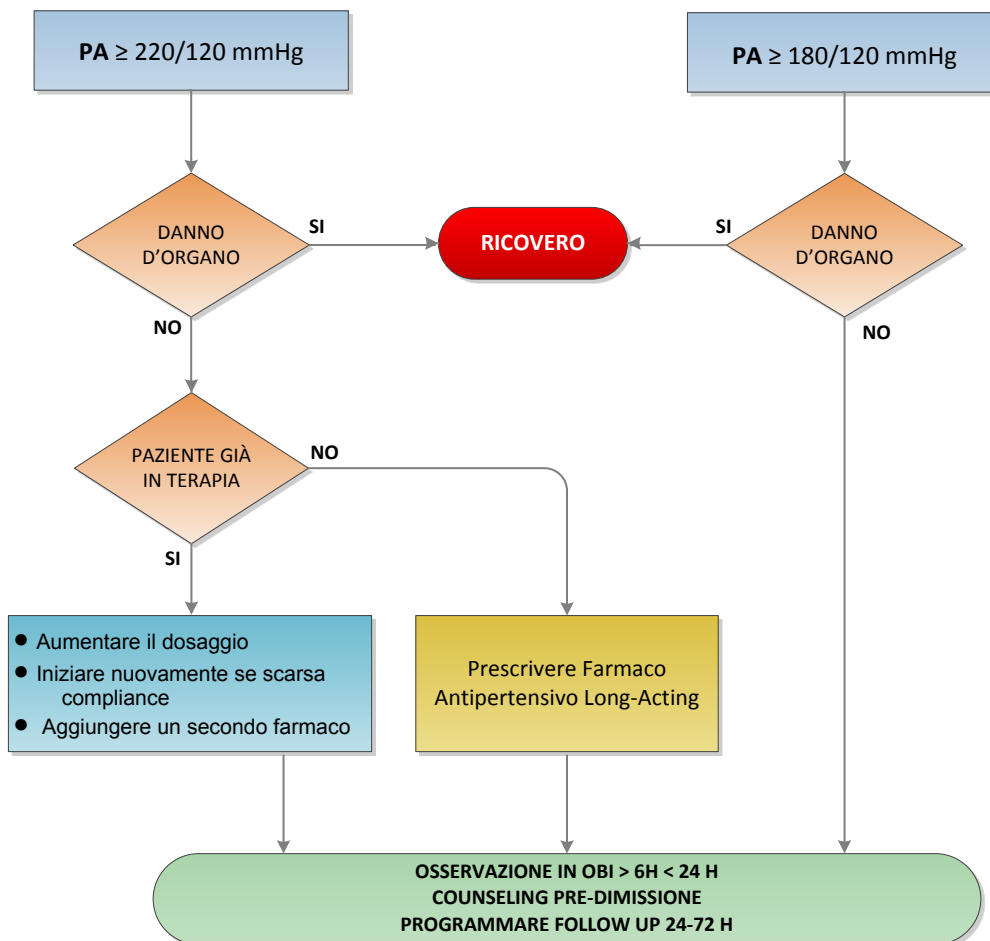 PA ≥ 220/120 mmHg
PA ≥ 180/120 mmHg
DANNO
D'ORGANO
SI
RICOVERO
SI
DANNO
D'ORGANO
NO
NO
PAZIENTE GIÀ
IN TERAPIA
NO
SI
● Aumentare il dosaggio
● Iniziare nuovamente se scarsa
compliance
● Aggiungere un secondo farmaco
Prescrivere Farmaco
Antipertensivo Long-Acting
OSSERVAZIONE IN OBI > 6H < 24 H
COUNSELING PRE-DIMISSIONE
PROGRAMMARE FOLLOW UP 24-72 H